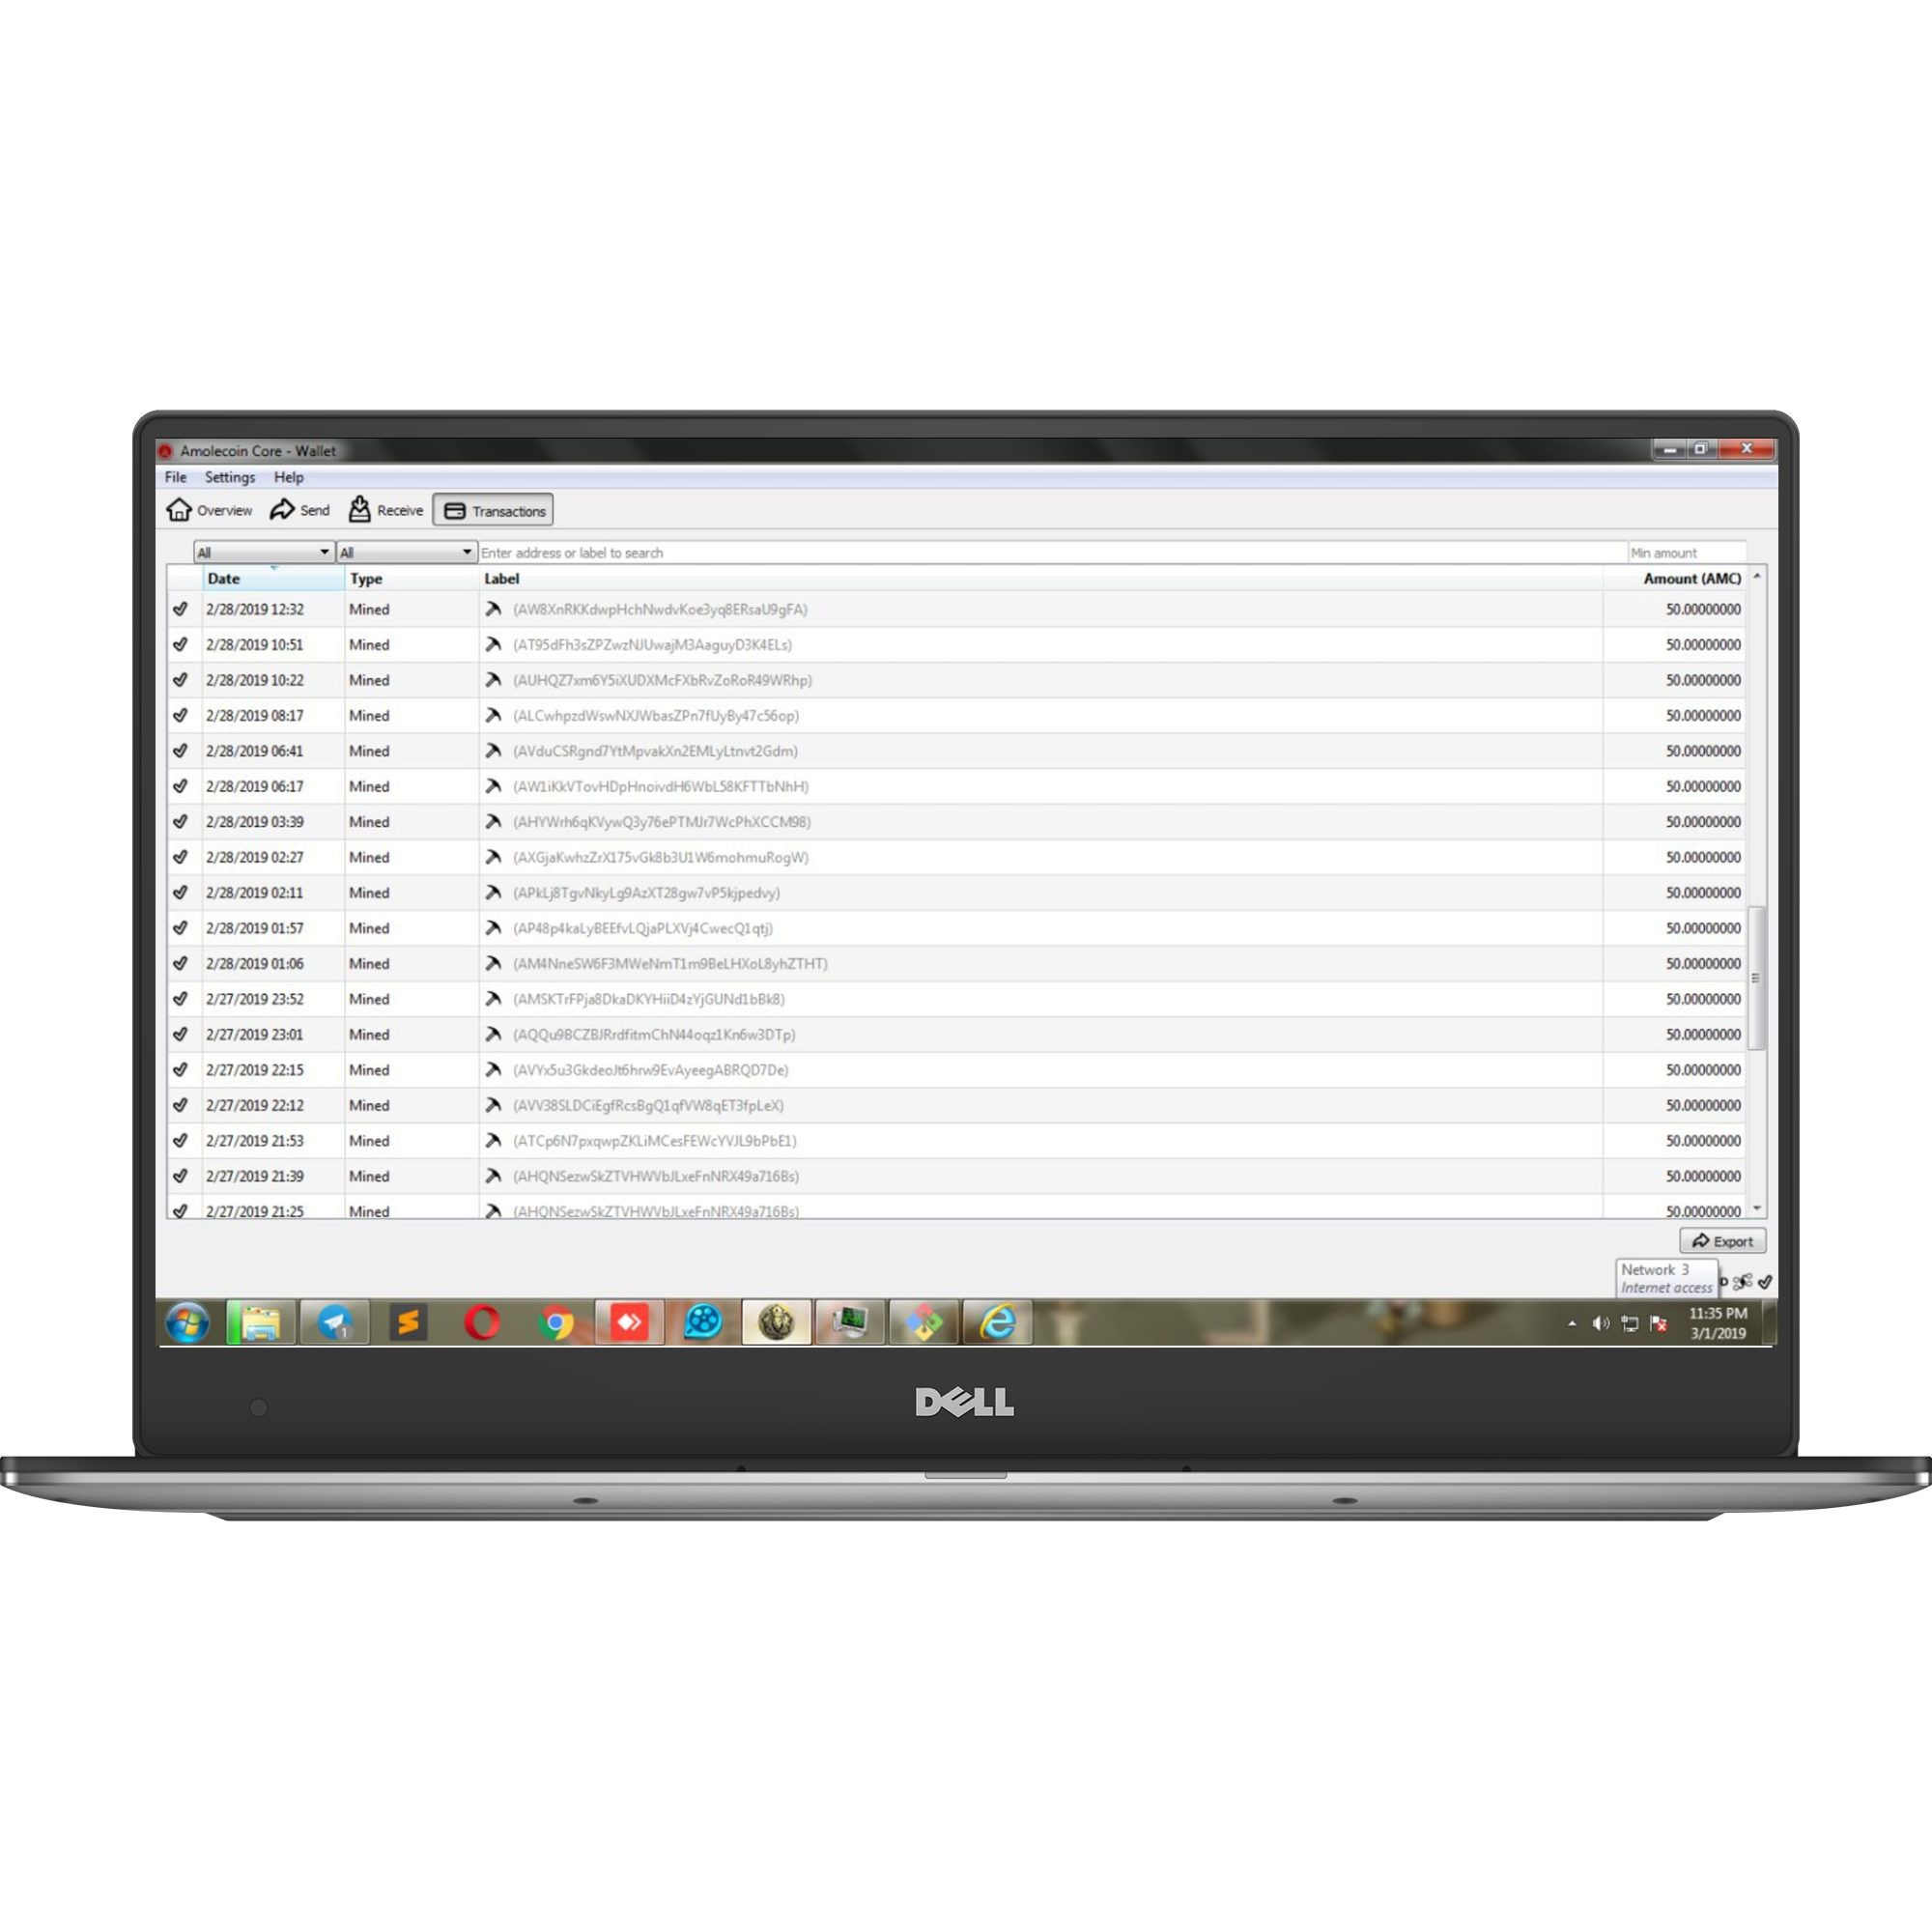 Amolecoin Core - Wallet
File Settings Help
Overview Send Receive Transactions
All All Enter address or label to search Min amount
Date Type Label Amount (AMC)
2/28/2019 12:32 Mined (AW8XnRKKdwpHchNwdvKoe3yq8ERsaU9gFA) 50.00000000
2/28/2019 10:51 Mined (AT95dFh3sZPZwzNJUwajM3AaguyD3K4ELs) 50.00000000
2/28/2019 10:22 Mined (AUHQZ7xm6Y5iXUDXMcFXbRvZoRoR49WRhp) 50.00000000
2/28/2019 08:17 Mined (ALCwhpzdWswNXJWbasZPn7fUyBy47c56op) 50.00000000
2/28/2019 06:41 Mined (AVduCSRgnd7YtMpvakXn2EMLyLtnvt2Gdm) 50.00000000
2/28/2019 06:17 Mined (AW1iKkVTovHDpHnoivdH6WbL58KFTTbNhH) 50.00000000
2/28/2019 03:39 Mined (AHYWrh6qKVywQ3y76ePTMJr7WcPhXCCM98) 50.00000000
2/28/2019 02:27 Mined (AXGjaKwhzZrX175vGk8b3U1W6mohmuRogW) 50.00000000
2/28/2019 02:11 Mined (APkLj8TgvNkyLg9AzXT28gw7vP5kjpedvy) 50.00000000
2/28/2019 01:57 Mined (AP48p4kaLyBEEfvLQjaPLXVj4CwecQ1qtj) 50.00000000
2/28/2019 01:06 Mined (AM4NneSW6F3MWeNmT1m9BeLHXoL8yhZTHT) 50.00000000
2/27/2019 23:52 Mined (AMSKTrFPja8DkaDKYHiiD4zYjGUNd1bBk8) 50.00000000
2/27/2019 23:01 Mined (AQQu9BCZBJRrdfitmChN44oqz1Kn6w3DTp) 50.00000000
2/27/2019 22:15 Mined (AVYx5u3GkdeoJt6hrw9EvAyeegABRQD7De) 50.00000000
2/27/2019 22:12 Mined (AVV38SLDCiEgfRcsBgQ1qfVW8qET3fpLeX) 50.00000000
2/27/2019 21:53 Mined (ATCp6N7pxqwpZKLiMCesFEWcYVJL9bPbE1) 50.00000000
2/27/2019 21:39 Mined (AHQNSezwSkZTVHWVbJLxeFnNRX49a716Bs) 50.00000000
2/27/2019 21:25 Mined (AHQNSezwSkZTVHWVbJLxeFnNRX49a716Bs) 50.00000000
Export
Network 3
Internet access D
1
11:35 PM
3/1/2019
DELL